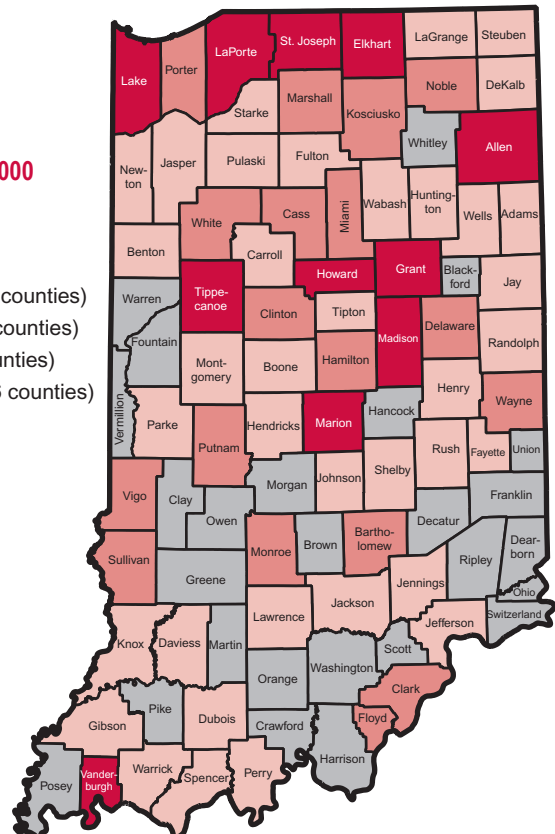 LaGrange
Steuben
St. Joseph
Elkhart
LaPorte
Lake
Porter
Noble
DeKalb
Marshall
Starke
Kosciusko
Whitley
Allen
000
New-
ton
Jasper
Pulaski
Fulton
Wabash
Hunting-
ton
Wells
Adams
White
Cass
Miami
Benton
Carroll
Howard
Grant
Black-
ford
Jay
counties)
Warren
Tippe-
canoe
Clinton
Tipton
Madison
Delaware
counties)
Fountain
Randolph
unties)
Mont-
gomery
Boone
Hamilton
Henry
6 counties)
Vermillion
Parke
Putnam
Hendricks
Marion
Hancock
Wayne
Rush
Fayette
Union
Vigo
Clay
Morgan
Johnson
Shelby
Franklin
Owen
Decatur
Sullivan
Monroe
Brown
Bartho-
lomew
Dear-
born
Ripley
Greene
Jennings
Ohio
Lawrence
Jackson
Switzerland
Jefferson
Knox
Daviess
Martin
Scott
Washington
Orange
Clark
Pike
Dubois
Floyd
Gibson
Crawford
Harrison
Posey
Vander-
burgh
Warrick
Spencer
Perry